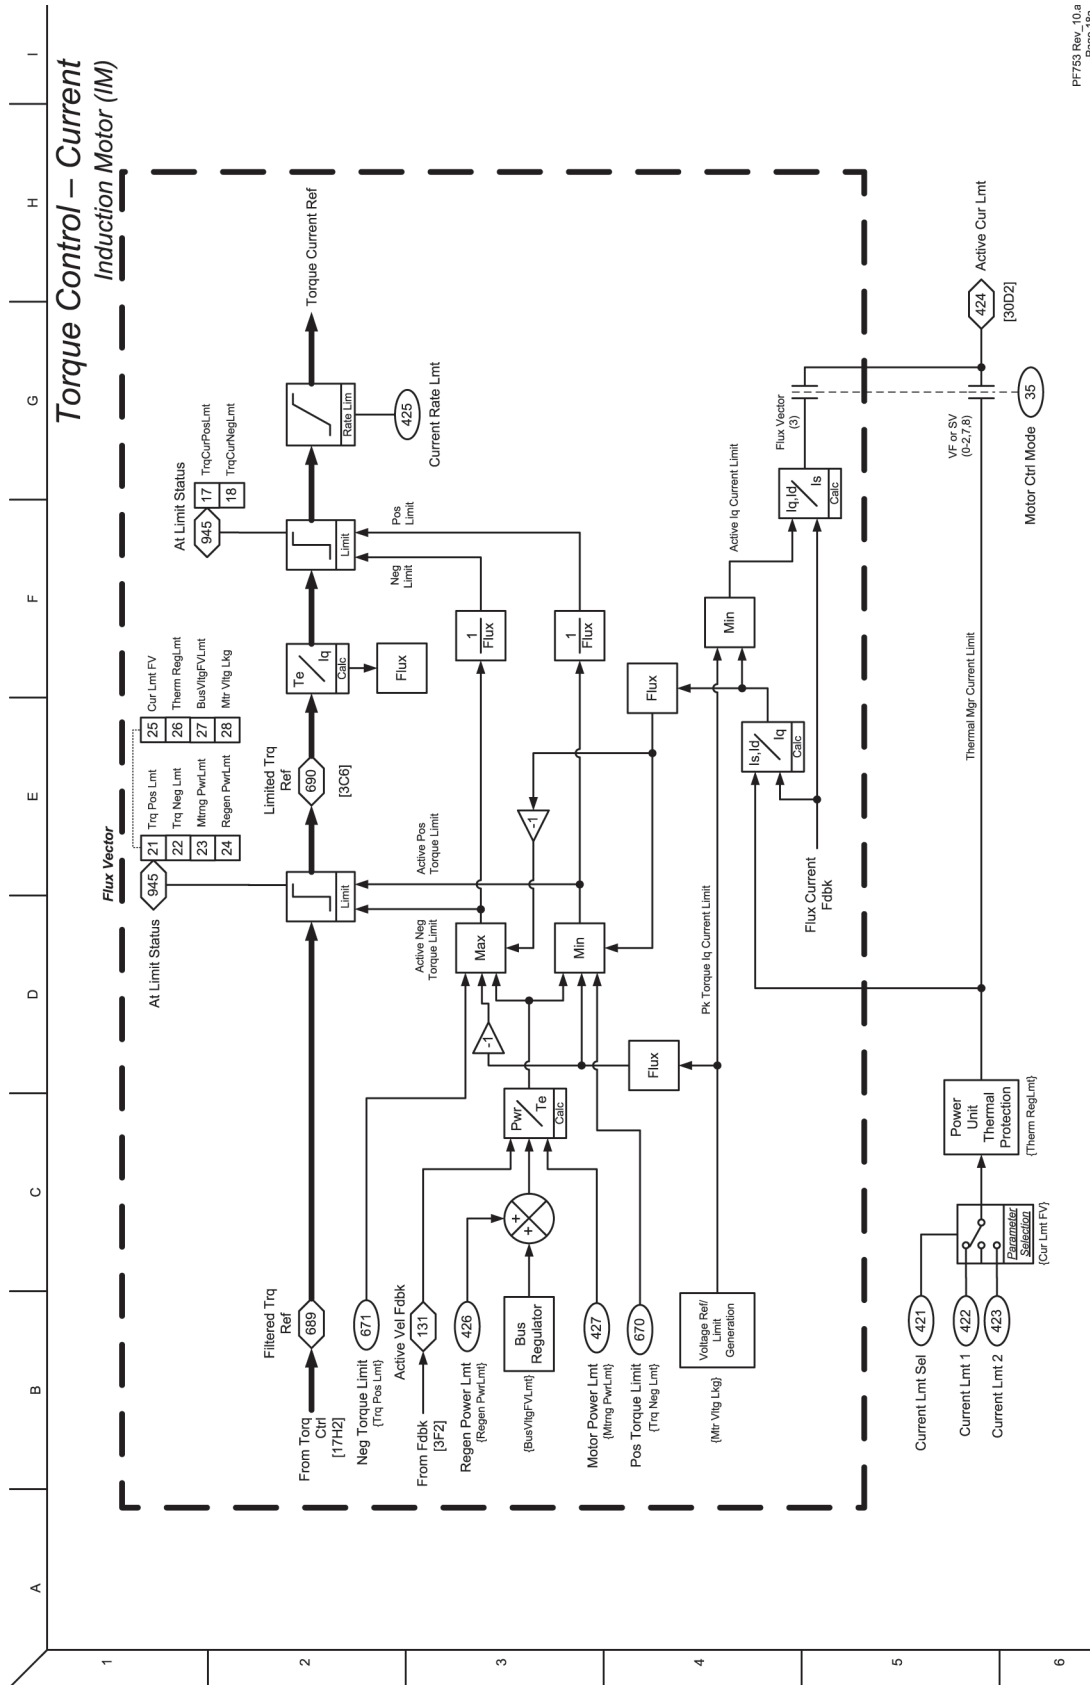 A
B
C
D
E
F
G
H
I
1
2
3
4
5
6
Torque Control – Current
Induction Motor (IM)
Flux Vector
At Limit Status
945
21
Trq Pos Lmt
22
Trq Neg Lmt
23
Mtrng PwrLmt
24
Regen PwrLmt
25
Cur Lmt FV
26
Therm RegLmt
27
BusVltgFVLmt
28
Mtr Vltg Lkg
At Limit Status
945
17
TrqCurPosLmt
18
TrqCurNegLmt
From Torq
Ctrl
[17H2]
Filtered Trq
Ref
689
Limit
Limited Trq
Ref
690
[3C6]
Te
Iq
Calc
Flux
Limit
Rate Lim
Torque Current Ref
425
Current Rate Lmt
671
Neg Torque Limit
{Trq Pos Lmt}
Active Vel Fdbk
From Fdbk
[3F2]
131
Regen Power Lmt
{Regen PwrLmt}
426
Bus
Regulator
{BusVltgFVLmt}
+
+
Motor Power Lmt
{Mtrng PwrLmt}
427
Pos Torque Limit
{Trq Neg Lmt}
670
Pwr
Te
Calc
-1
Max
Min
Active Neg
Torque Limit
Active Pos
Torque Limit
-1
1
Flux
1
Flux
Neg
Limit
Pos
Limit
Voltage Ref/
Limit
Generation
{Mtr Vltg Lkg}
Flux
Pk Torque Iq Current Limit
Flux
Min
Active Iq Current Limit
Is,Id
Iq
Calc
Iq,Id
Is
Calc
Flux Current
Fdbk
Flux Vector
(3)
Current Lmt Sel
421
Current Lmt 1
422
Current Lmt 2
423
Parameter
Selection
{Cur Lmt FV}
Power
Unit
Thermal
Protection
{Therm RegLmt}
Thermal Mgr Current Limit
VF or SV
(0-2,7,8)
35
Motor Ctrl Mode
424
Active Cur Lmt
[30D2]
PF753 Rev_10.a
Page 18a